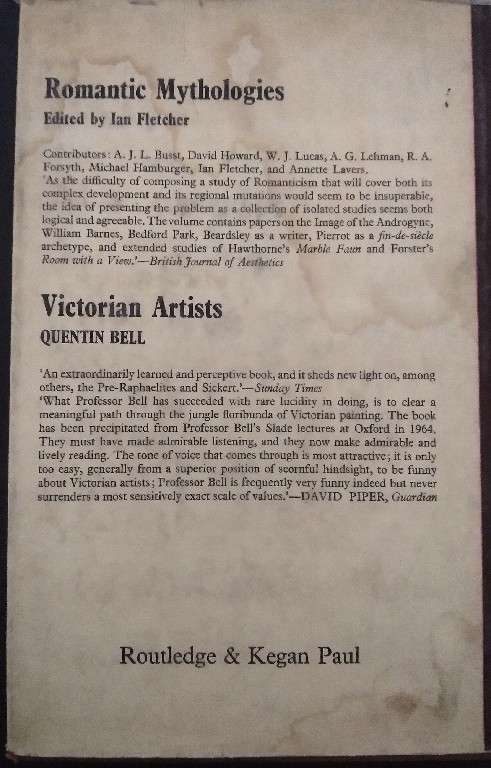 Romantic Mythologies
Edited by Ian Fletcher
Contributors: A. J. L. Busst, David Howard, W. J. Lucas, A. G. Lehman, R. A.
Forsyth, Michael Hamburger, Ian Fletcher, and Annette Lavers.
'As the difficulty of composing a study of Romanticism that will cover both its
complex development and its regional mutations would seem to be insuperable,
the idea of presenting the problem as a collection of isolated studies seems both
logical and agreeable. The volume contains papers on the Image of the Androgyne,
William Barnes, Bedford Park, Beardsley as a writer, Pierrot as a fin-de-siècle
archetype, and extended studies of Hawthorne's Marble Faun and Forster's
Room with a View.'—British Journal of Aesthetics
Victorian Artists
QUENTIN BELL
'An extraordinarily learned and perceptive book, and it sheds new light on, among
others, the Pre-Raphaelites and Sickert.'—Sunday Times
'What Professor Bell has succeeded with rare lucidity in doing, is to clear a
meaningful path through the jungle floribunda of Victorian painting. The book
has been precipitated from Professor Bell's Slade lectures at Oxford in 1964.
They must have made admirable listening, and they now make admirable and
lively reading. The tone of voice that comes through is most attractive; it is only
too easy, generally from a superior position of scornful hindsight, to be funny
about Victorian artists; Professor Bell is frequently very funny indeed but never
surrenders a most sensitively exact scale of values.'—DAVID PIPER, Guardian
Routledge & Kegan Paul